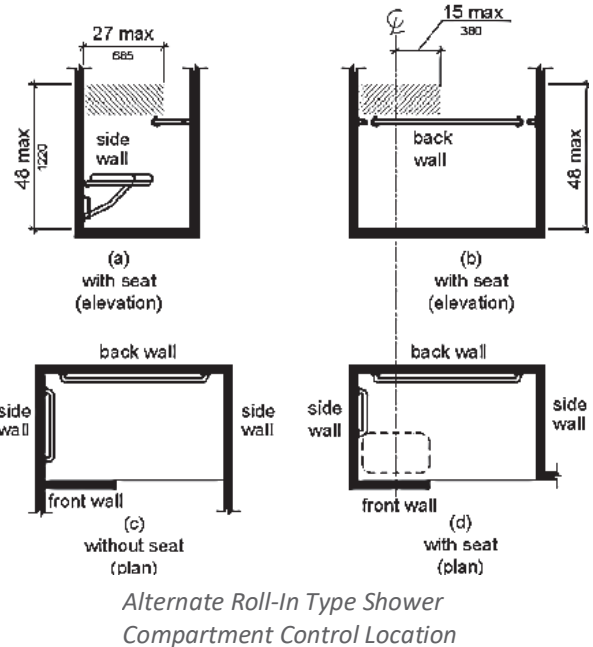 27 max
685
℄
15 max
380
48 max
1220
side
wall
back
wall
48 max
(a)
with seat
(elevation)
(b)
with seat
(elevation)
back wall
side
wall
side
wall
front wall
(c)
without seat
(plan)
back wall
side
wall
side
wall
front wall
(d)
with seat
(plan)
Alternate Roll-In Type Shower
Compartment Control Location